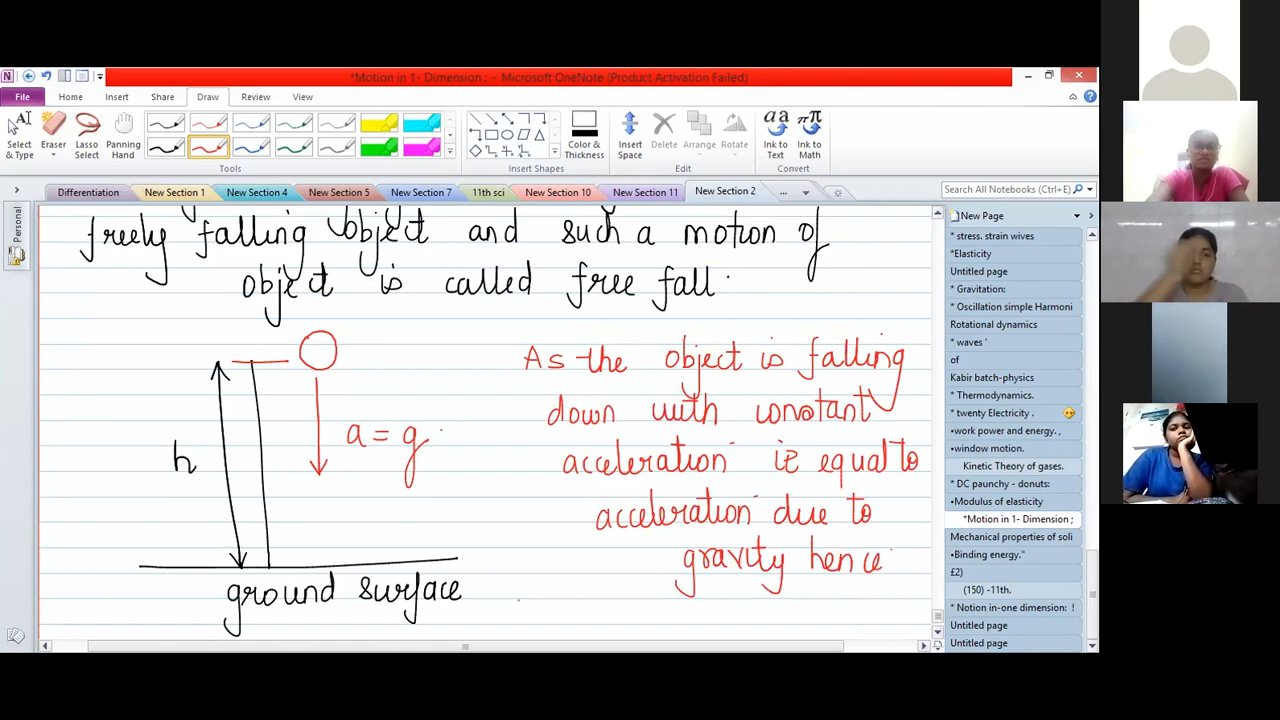 *Motion in 1- Dimension ; - Microsoft OneNote (Product Activation Failed)
File Home Insert Share Draw Review View
Select & Type
Eraser
Lasso Select
Panning Hand
Color & Thickness
Insert Space
Delete
Arrange
Rotate
Ink to Text
Ink to Math
Tools
Insert Shapes
Edit
Convert
Differentiation New Section 1 New Section 4 New Section 5 New Section 7 11th sci New Section 10 New Section 11 New Section 2 ...
Search All Notebooks (Ctrl+E)
Personal
freely falling object and such a motion of
object is called free fall.
h
a = g.
ground surface
As the object is falling
down with constant
acceleration ie equal to
acceleration due to
gravity hence
New Page
* stress. strain wives
*Elasticity
Untitled page
* Gravitation:
* Oscillation simple Harmoni
Rotational dynamics
* waves '
of
Kabir batch-physics
* Thermodynamics.
* twenty Electricity .
•work power and energy. ,
•window motion.
Kinetic Theory of gases.
* DC paunchy - donuts:
•Modulus of elasticity
*Motion in 1- Dimension ;
Mechanical properties of soli
•Binding energy."
£2)
(150) -11th.
* Notion in-one dimension: !
Untitled page
Untitled page